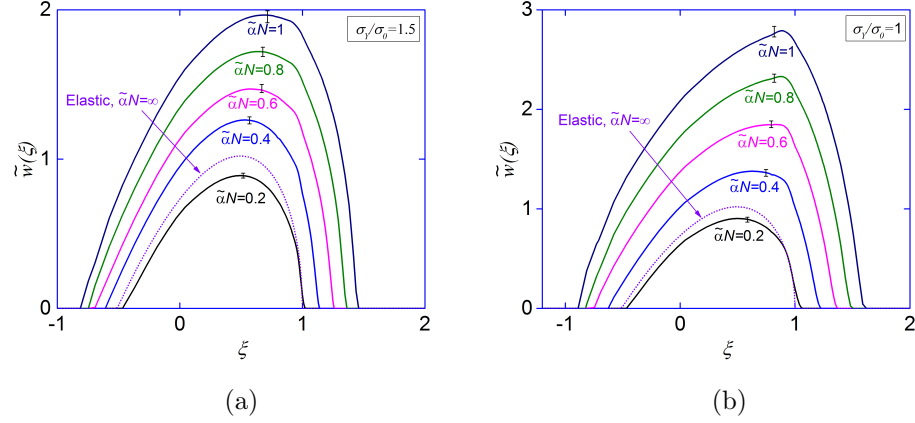 2
σY/σ0=1.5
α̃N=1
α̃N=0.8
α̃N=0.6
Elastic, α̃N=∞
α̃N=0.4
α̃N=0.2
1
0
w̃(ξ)
-1 0 1 2
ξ
(a)
3
σY/σ0=1
α̃N=1
α̃N=0.8
2
Elastic, α̃N=∞
α̃N=0.6
α̃N=0.4
α̃N=0.2
1
0
w̃(ξ)
-1 0 1 2
ξ
(b)